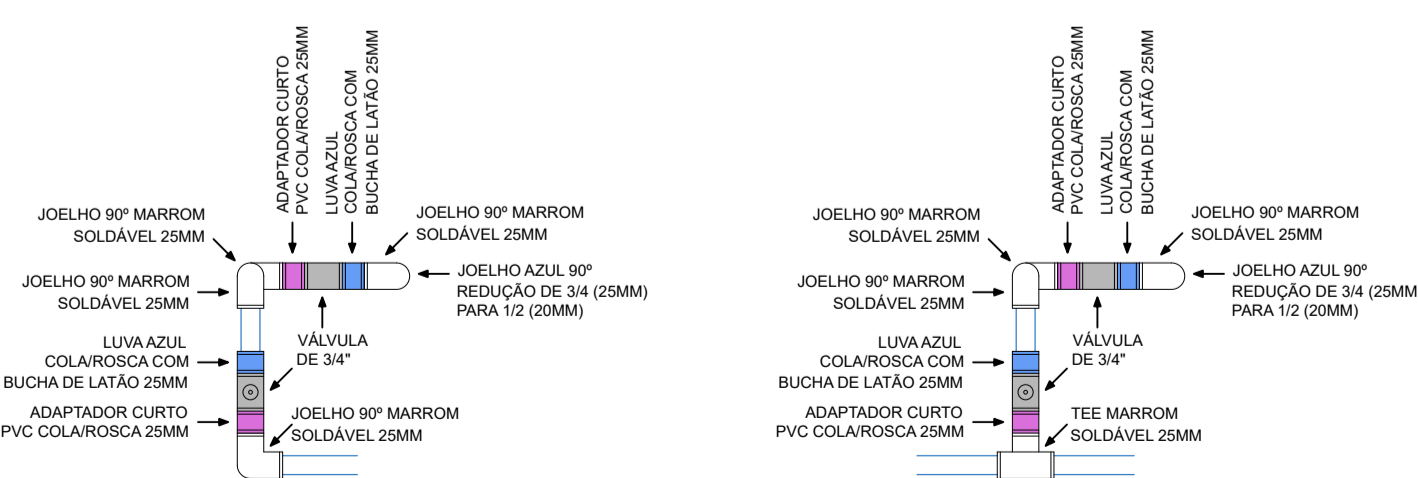 ADAPTADOR CURTO
PVC COLA/ROSCA 25MM
LUVA AZUL
COLA/ROSCA COM
BUCHA DE LATÃO 25MM
JOELHO 90º MARROM
SOLDÁVEL 25MM
JOELHO 90º MARROM
SOLDÁVEL 25MM
JOELHO 90º MARROM
SOLDÁVEL 25MM
JOELHO AZUL 90º
REDUÇÃO DE 3/4 (25MM)
PARA 1/2 (20MM)
LUVA AZUL
COLA/ROSCA COM
BUCHA DE LATÃO 25MM
VÁLVULA
DE 3/4"
ADAPTADOR CURTO
PVC COLA/ROSCA 25MM
JOELHO 90º MARROM
SOLDÁVEL 25MM
ADAPTADOR CURTO
PVC COLA/ROSCA 25MM
LUVA AZUL
COLA/ROSCA COM
BUCHA DE LATÃO 25MM
JOELHO 90º MARROM
SOLDÁVEL 25MM
JOELHO 90º MARROM
SOLDÁVEL 25MM
JOELHO 90º MARROM
SOLDÁVEL 25MM
JOELHO AZUL 90º
REDUÇÃO DE 3/4 (25MM
PARA 1/2 (20MM)
LUVA AZUL
COLA/ROSCA COM
BUCHA DE LATÃO 25MM
VÁLVULA
DE 3/4"
ADAPTADOR CURTO
PVC COLA/ROSCA 25MM
TEE MARROM
SOLDÁVEL 25MM